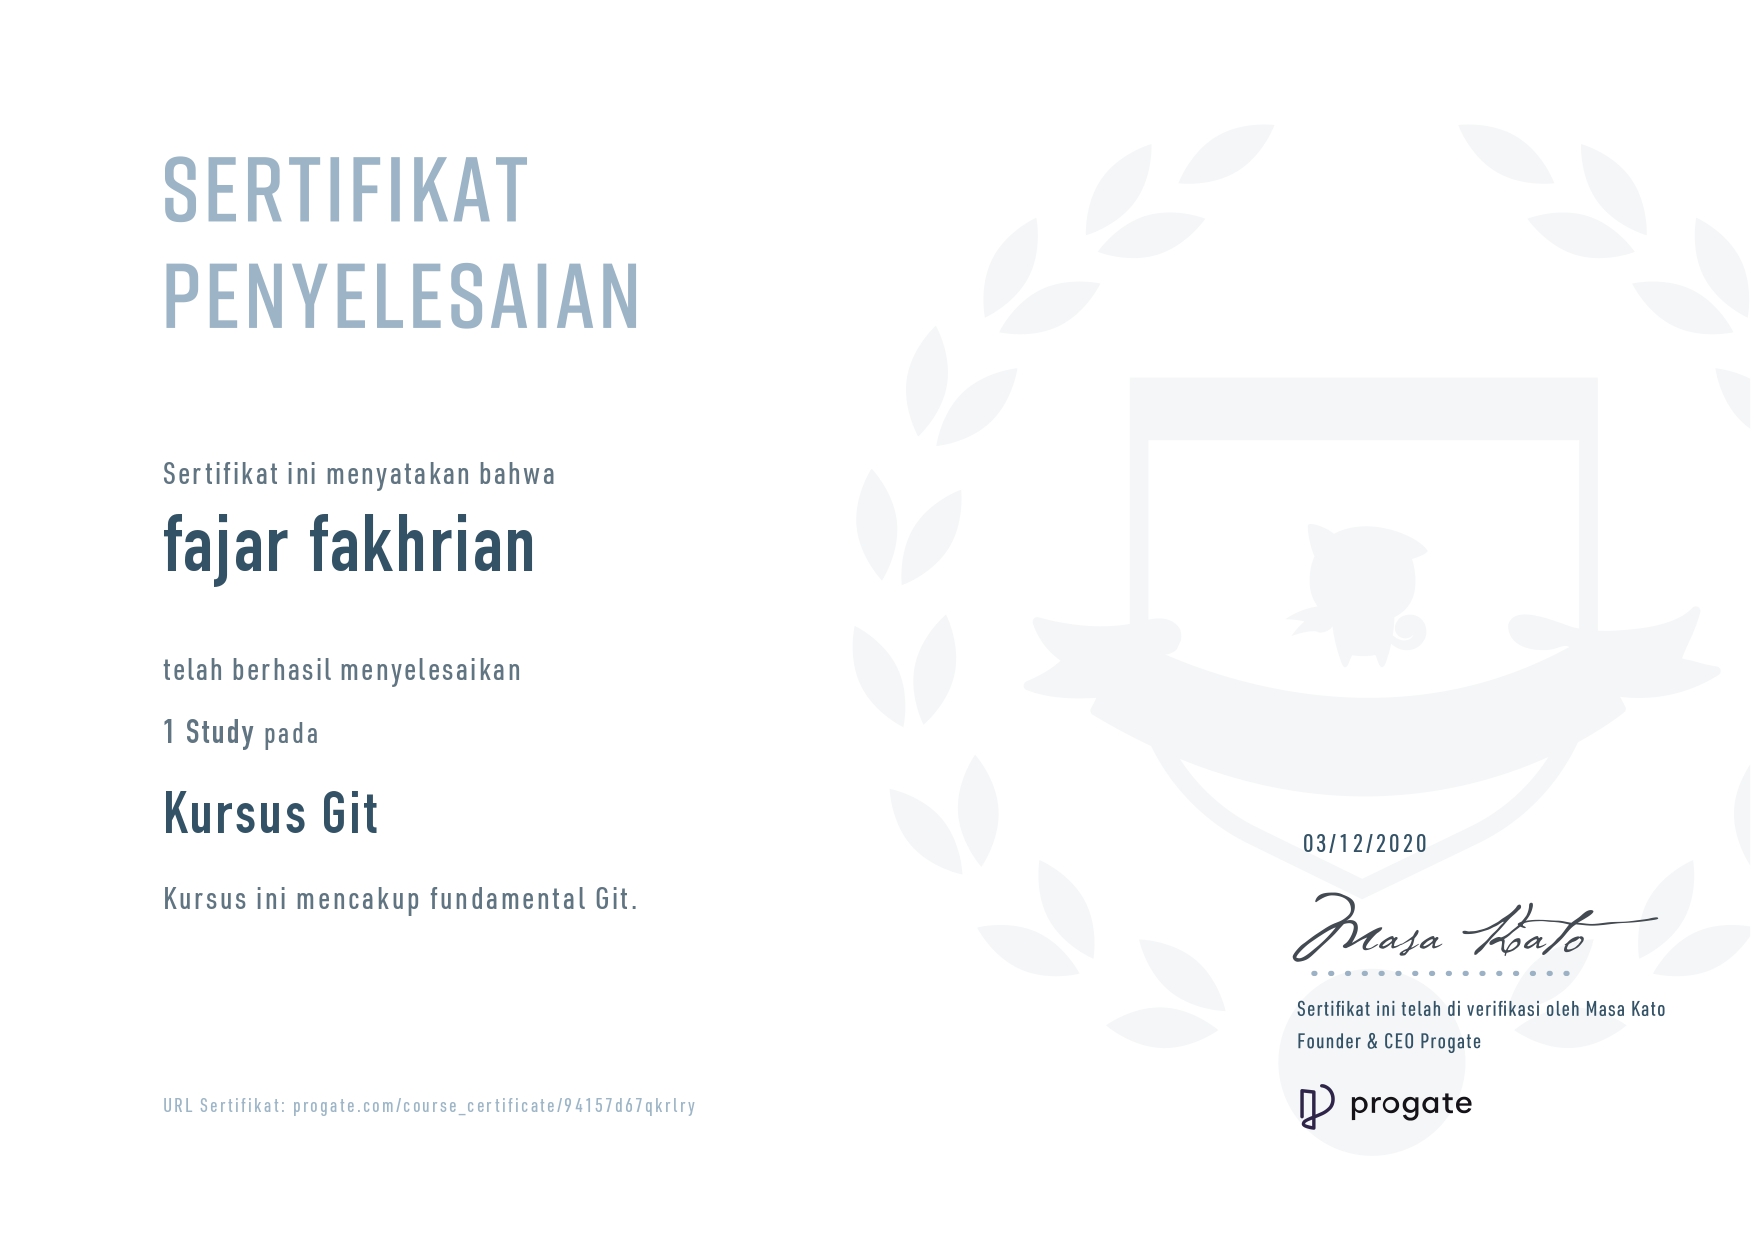 SERTIFIKAT
PENYELESAIAN
Sertifikat ini menyatakan bahwa
fajar fakhrian
telah berhasil menyelesaikan
1 Study pada
Kursus Git
Kursus ini mencakup fundamental Git.
03/12/2020
Masa Kato
Sertifikat ini telah di verifikasi oleh Masa Kato
Founder & CEO Progate
progate
URL Sertifikat: progate.com/course_certificate/94157d67qkrlry